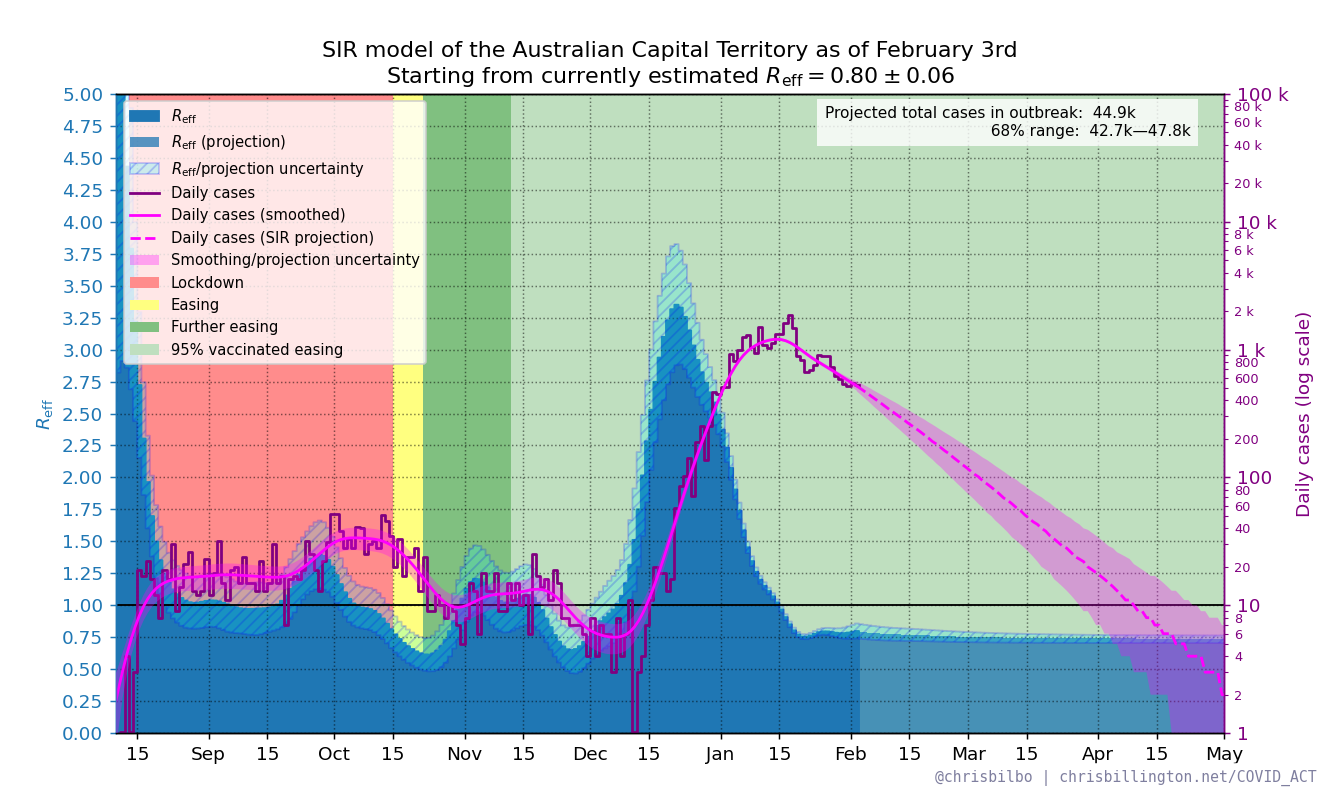 SIR model of the Australian Capital Territory as of February 3rd
Starting from currently estimated R_eff = 0.80 ± 0.06
5.00
4.75
4.50
4.25
4.00
3.75
3.50
3.25
3.00
2.75
2.50
2.25
2.00
1.75
1.50
1.25
1.00
0.75
0.50
0.25
0.00
R_eff
R_eff
R_eff (projection)
R_eff/projection uncertainty
Daily cases
Daily cases (smoothed)
Daily cases (SIR projection)
Smoothing/projection uncertainty
Lockdown
Easing
Further easing
95% vaccinated easing
Projected total cases in outbreak: 44.9k
68% range: 42.7k—47.8k
100 k
80 k
60 k
40 k
20 k
10 k
8 k
6 k
4 k
2 k
1 k
800
600
400
200
100
80
60
40
20
10
8
6
4
2
1
Daily cases (log scale)
15 Sep 15 Oct 15 Nov 15 Dec 15 Jan 15 Feb 15 Mar 15 Apr 15 May
@chrisbilbo | chrisbillington.net/COVID_ACT